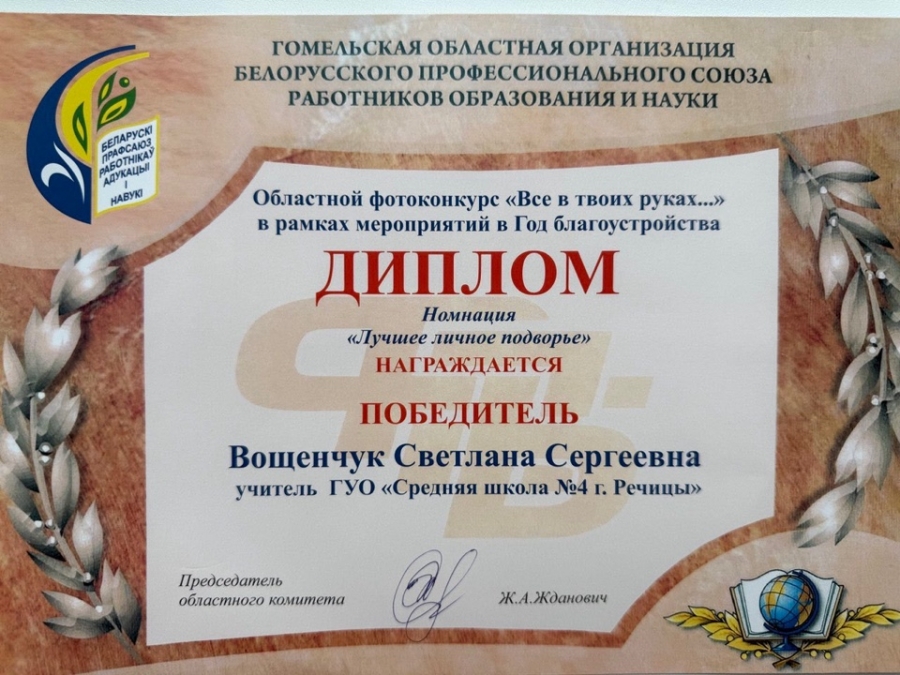 ГОМЕЛЬСКАЯ ОБЛАСТНАЯ ОРГАНИЗАЦИЯ
БЕЛОРУССКОГО ПРОФЕССИОНАЛЬНОГО СОЮЗА
РАБОТНИКОВ ОБРАЗОВАНИЯ И НАУКИ
БЕЛАРУСКІ
ПРАФСАЮЗ
РАБОТНІКАЎ
АДУКАЦЫІ
І
НАВУКІ
Областной фотоконкурс «Все в твоих руках...»
в рамках мероприятий в Год благоустройства
ДИПЛОМ
Номнация
«Лучшее личное подворье»
НАГРАЖДАЕТСЯ
ПОБЕДИТЕЛЬ
Вощенчук Светлана Сергеевна
учитель ГУО «Средняя школа №4 г. Речицы»
Председатель
областного комитета
Ж.А.Жданович